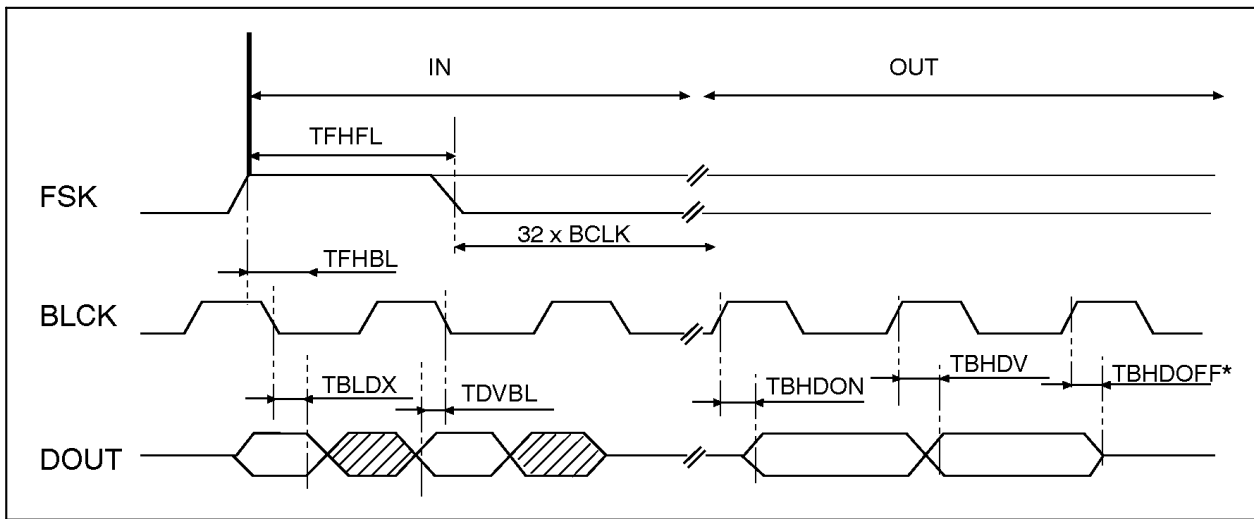 IN
OUT
TFHFL
FSK
32 x BCLK
TFHBL
BLCK
TBLDX
TDVBL
TBHDON
TBHDV
TBHDOFF*
DOUT